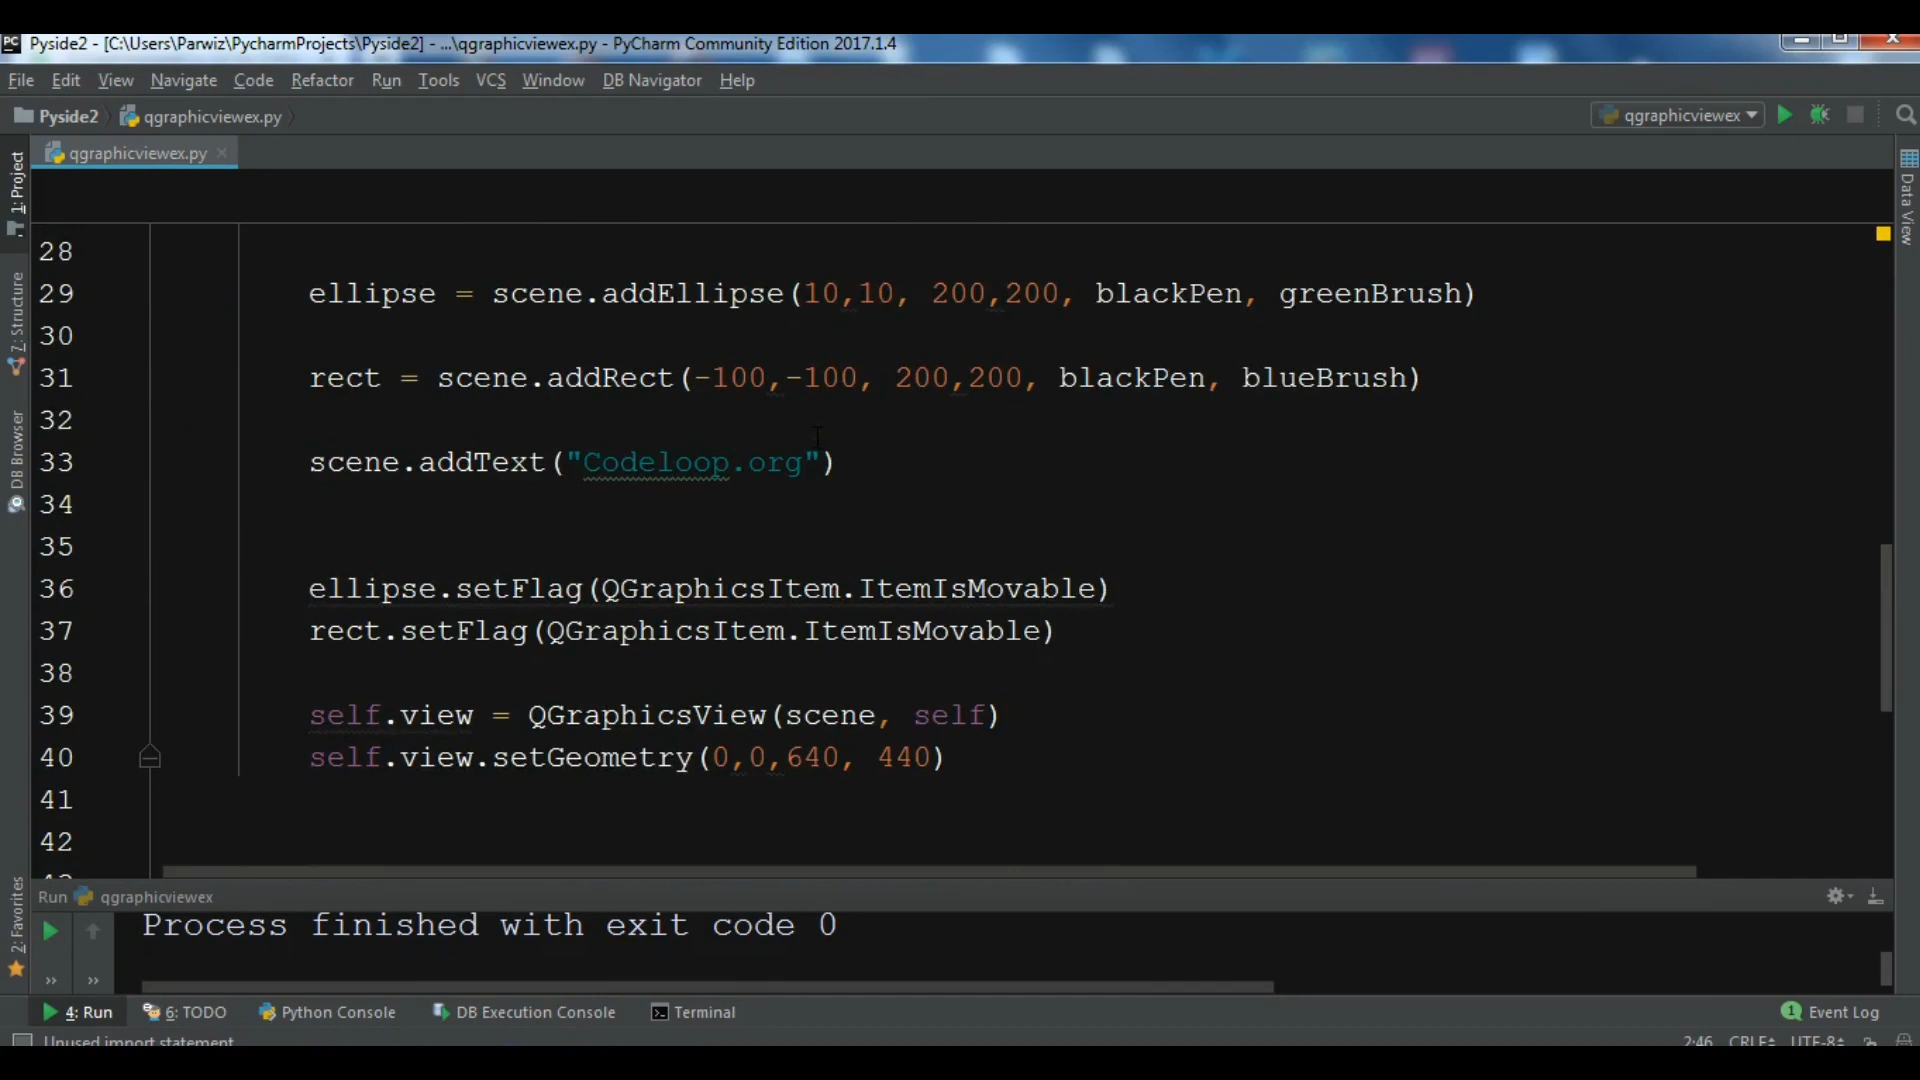 Pyside2 - [C:\Users\Parwiz\PycharmProjects\Pyside2] - ...\qgraphicviewex.py - PyCharm Community Edition 2017.1.4
File Edit View Navigate Code Refactor Run Tools VCS Window DB Navigator Help
Pyside2 qgraphicviewex.py qgraphicviewex
qgraphicviewex.py
1: Project
7: Structure
DB Browser
2: Favorites
Data View
28
29 ellipse = scene.addEllipse(10,10, 200,200, blackPen, greenBrush)
30
31 rect = scene.addRect(-100,-100, 200,200, blackPen, blueBrush)
32
33 scene.addText("Codeloop.org")
34
35
36 ellipse.setFlag(QGraphicsItem.ItemIsMovable)
37 rect.setFlag(QGraphicsItem.ItemIsMovable)
38
39 self.view = QGraphicsView(scene, self)
40 self.view.setGeometry(0,0,640, 440)
41
42
Run qgraphicviewex
Process finished with exit code 0
4: Run 6: TODO Python Console DB Execution Console Terminal 1 Event Log
Unused import statement 2:46 CRLF UTF-8